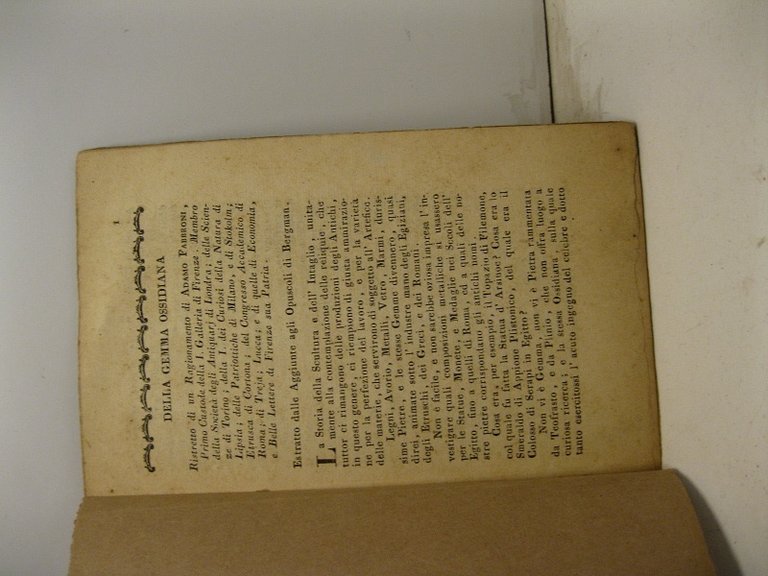 1
DELLA GEMMA OSSIDIANA
Ristretto di un Ragionamento di ADAMO FABBRONI,
Primo Custode della I. Galleria di Firenze. Membro
della Società degli Antiquarj di Londra; delle Scien-
ze di Torino, della I. dei Curiosi della Natura di
Lipsia; delle Patriottiche di Milano, e di Stokolm;
Etrusca di Cortona; del Congresso Accademico di
Roma; di Treja; Lucca; e di quelle di Economia,
e Belle Lettere di Firenze sua Patria.
Estratto dalle Aggiunte agli Opuscoli di Bergman.
La Storia della Scultura e dell' Intaglio, unita-
mente alla contemplazione delle reliquie, che
tuttor ci rimangono delle produzioni degli Antichi,
in questo genere, ci riempiono di giusta ammirazio-
ne per la perfezione del lavoro, e per la varietà
delle materie, che servirono di soggetto all' Artefice.
Legni, Avorio, Metalli, Vetro, Marmi, duris-
sime Pietre, e le stesse Gemme divennero, quasi
direi, animate sotto l' industre mano degli Egiziani,
degli Etruschi, dei Greci, e dei Romani.
Non è facile, e non sarebbe oziosa impresa l' in-
vestigare quali composizioni metalliche si usassero
per le Statue, Monete, e Medaglie nei Secoli dell'
Egitto, fino a quelli di Roma, ed a quali delle no-
stre pietre corrispondano gli antichi nomi.
Cosa era, per esempio, il Topazio di Filemone,
col quale fu fatta la Statua d' Arsinoe? Cosa era lo
Smeraldo di Appione Plistonico, del quale era il
Colosso di Serapi in Egitto?
Non vi è Gemma, non vi è Pietra rammentata
da Teofrasto, e da Plinio, che non offra luogo a
curiosa ricerca; e la stessa Ossidiana, sulla quale
tanto esercitossi l' acuto ingegno del celebre e dotto